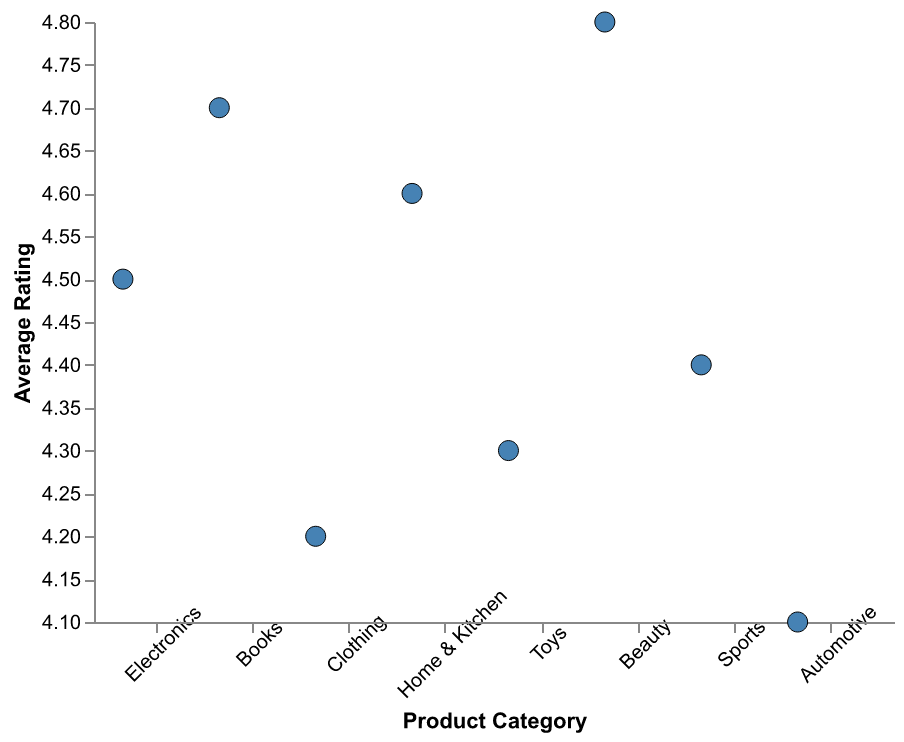 4.80
4.75
4.70
4.65
4.60
4.55
4.50
4.45
4.40
4.35
4.30
4.25
4.20
4.15
4.10
Average Rating
Electronics
Books
Clothing
Home & Kitchen
Toys
Beauty
Sports
Automotive
Product Category